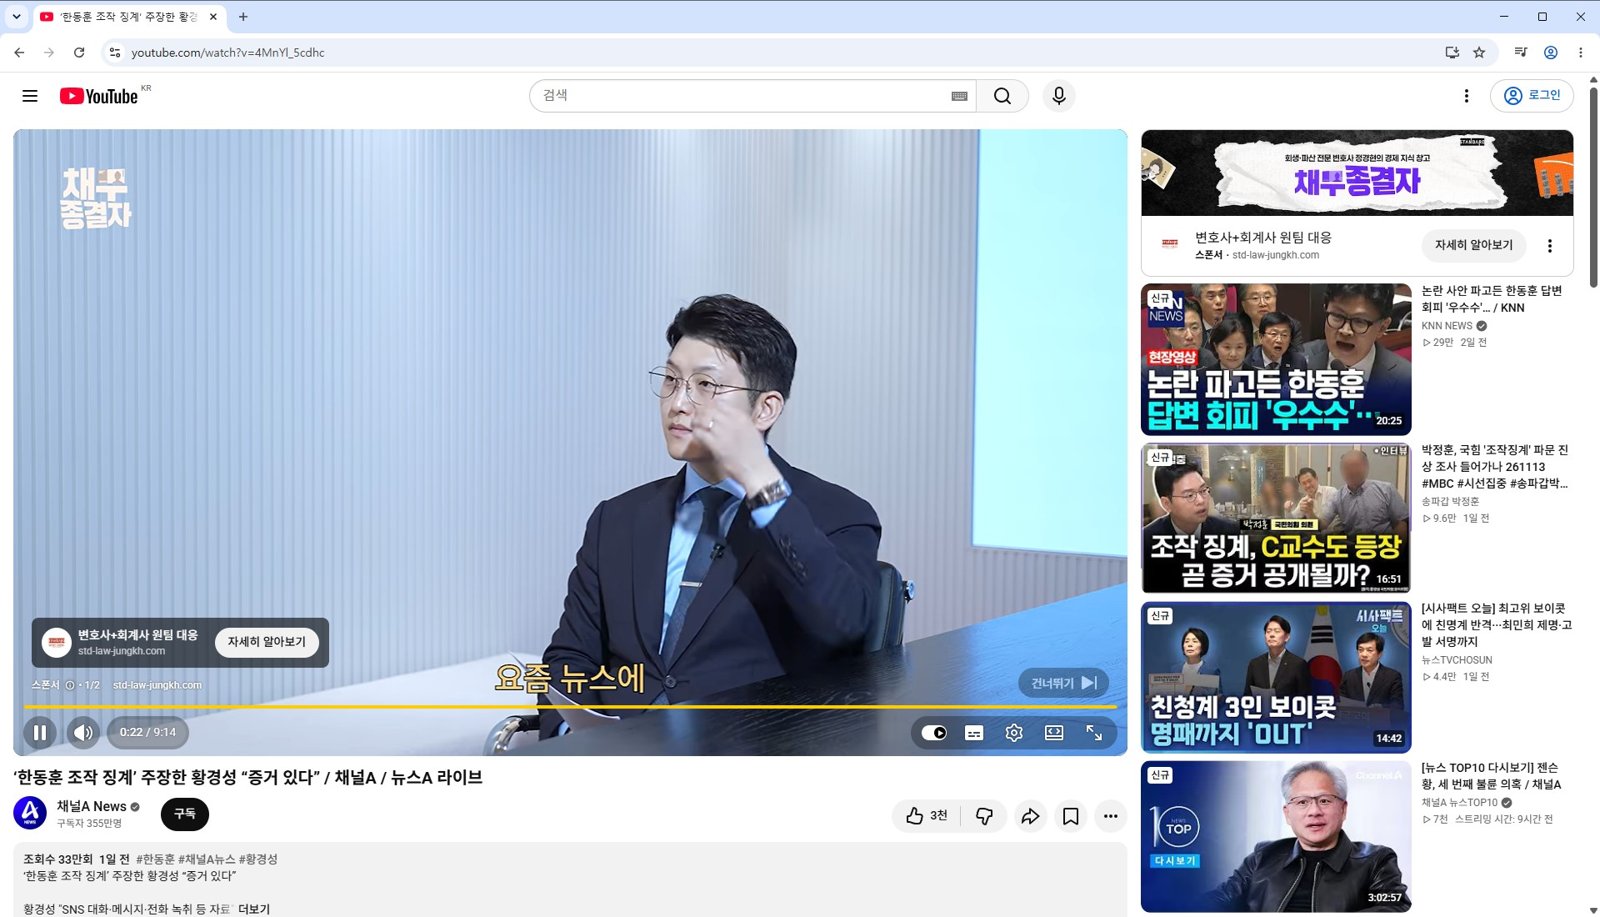 '한동훈 조작 징계' 주장한 황경
youtube.com/watch?v=4MnYl_5cdhc
YouTube KR
검색
로그인
채무
종결자
변호사+회계사 원팀 대응
std-law-jungkh.com
자세히 알아보기
스폰서 · 1/2 std-law-jungkh.com
요즘 뉴스에
건너뛰기
0:22 / 9:14
‘한동훈 조작 징계’ 주장한 황경성 “증거 있다” / 채널A / 뉴스A 라이브
채널A News
구독자 355만명
구독
3천
조회수 33만회 1일 전 #한동훈 #채널A뉴스 #황경성
‘한동훈 조작 징계’ 주장한 황경성 “증거 있다”
황경성 "SNS 대화·메시지·전화 녹취 등 자료 더보기
STANDARD
회생·파산 전문 변호사 정경현의 경제 지식 창고
채무종결자
변호사+회계사 원팀 대응
스폰서 · std-law-jungkh.com
자세히 알아보기
신규
KNN
NEWS
현장영상
논란 파고든 한동훈
답변 회피 '우수수'…
20:25
논란 사안 파고든 한동훈 답변
회피 '우수수'… / KNN
KNN NEWS
29만 2일 전
신규
인터뷰
박정훈 국민의힘 의원
조작 징계, C교수도 등장
곧 증거 공개될까?
16:51
박정훈, 국힘 '조작징계' 파문 진
상 조사 들어가나 261113
#MBC #시선집중 #송파갑박...
송파갑 박정훈
9.6만 1일 전
신규
시사팩트
오늘
친청계 3인 보이콧
명패까지 'OUT'
14:42
[시사팩트 오늘] 최고위 보이콧
에 친명계 반격…최민희 제명·고
발 서명까지
뉴스TVCHOSUN
4.4만 1일 전
신규
Channel A
NEWS
TOP
10
다시보기
3:02:57
[뉴스 TOP10 다시보기] 젠슨
황, 세 번째 불륜 의혹 / 채널A
채널A 뉴스TOP10
7천 스트리밍 시간: 9시간 전